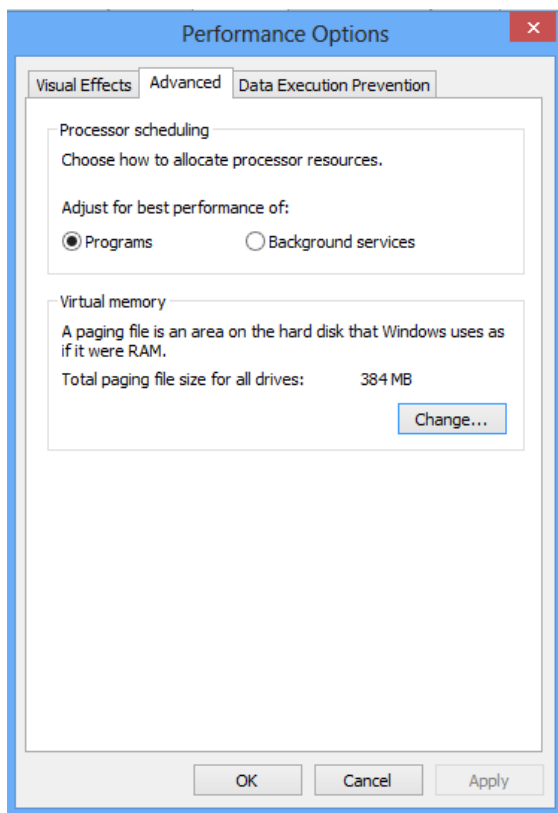 Performance Options
Visual Effects
Advanced
Data Execution Prevention
Processor scheduling
Choose how to allocate processor resources.
Adjust for best performance of:
Programs
Background services
Virtual memory
A paging file is an area on the hard disk that Windows uses as
if it were RAM.
Total paging file size for all drives: 384 MB
Change...
OK
Cancel
Apply